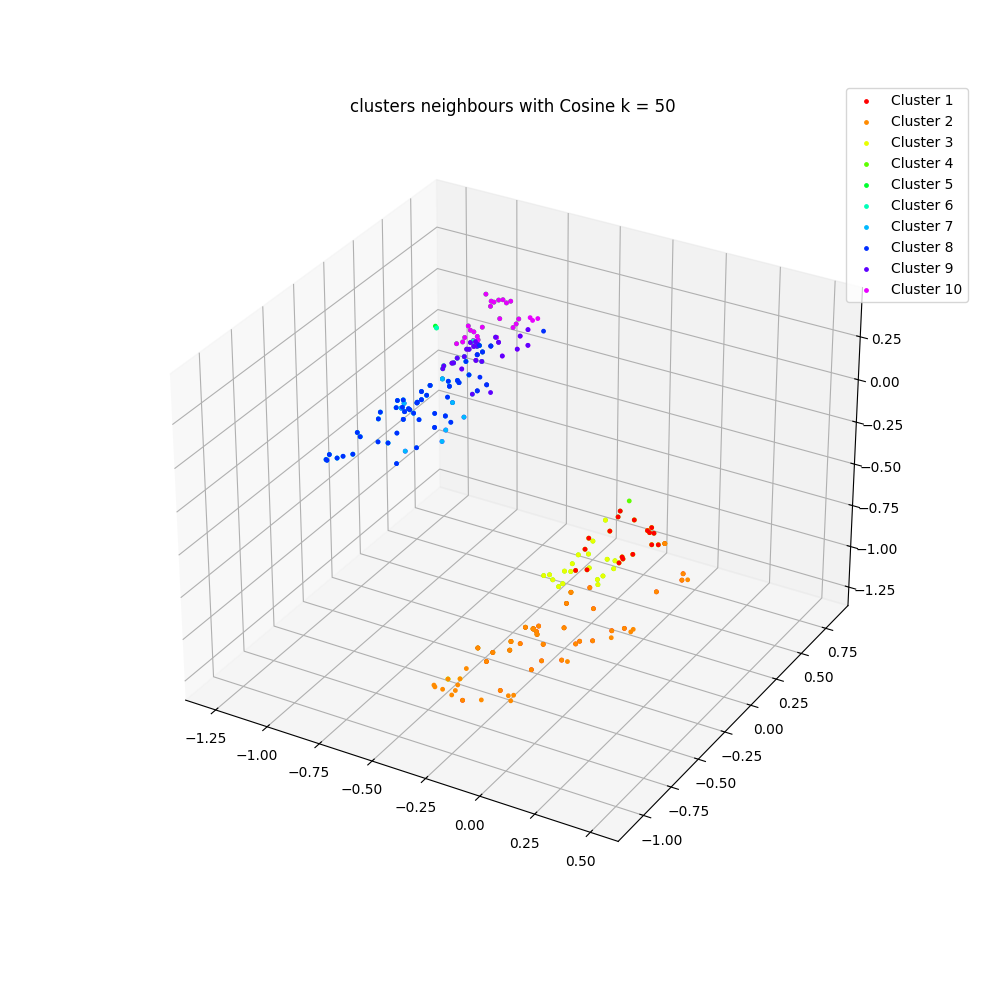 clusters neighbours with Cosine k = 50
Cluster 1
Cluster 2
Cluster 3
Cluster 4
Cluster 5
Cluster 6
Cluster 7
Cluster 8
Cluster 9
Cluster 10
0.25
0.00
−0.25
−0.50
−0.75
−1.00
−1.25
0.75
0.50
0.25
0.00
−0.25
−0.50
−0.75
−1.00
−1.25
−1.00
−0.75
−0.50
−0.25
0.00
0.25
0.50